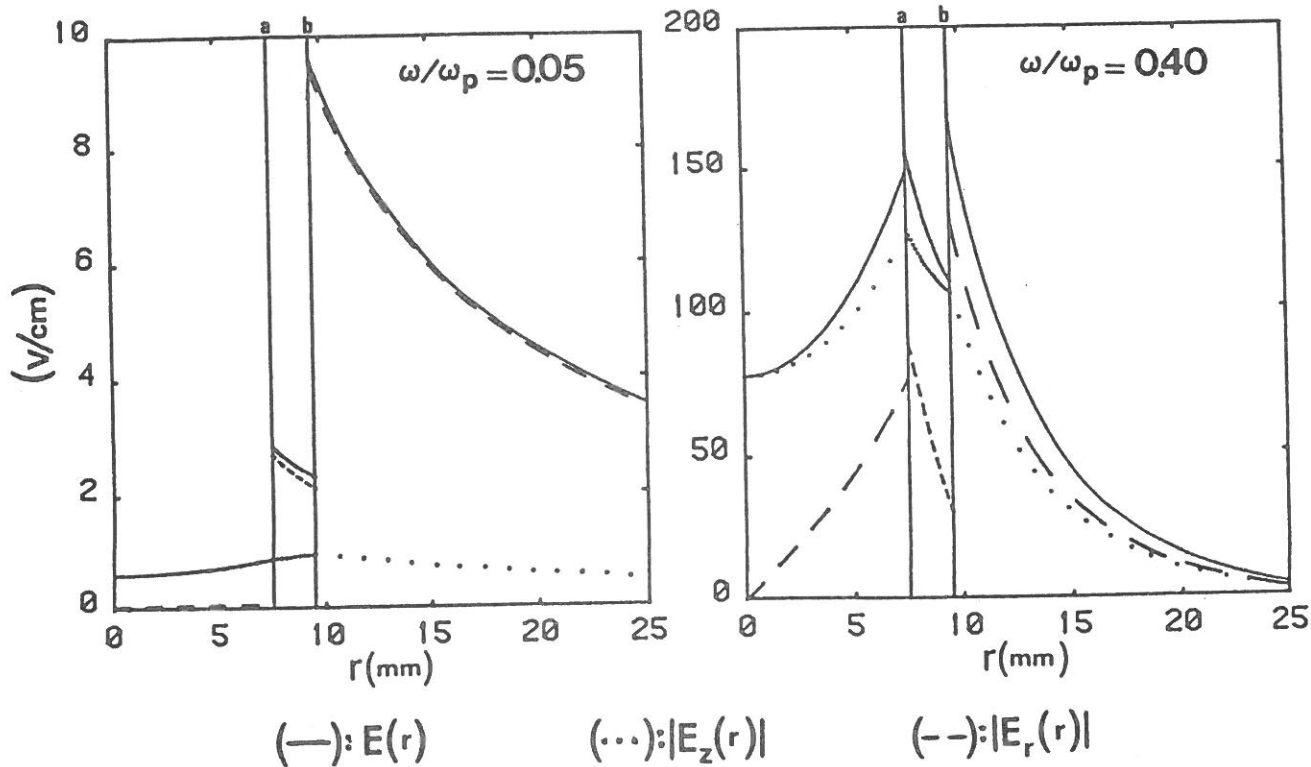 a b
a b
10
8
6
4
2
0
(V/cm)
ω/ωp = 0.05
0 5 10 15 20 25
r(mm)
200
150
100
50
0
ω/ωp = 0.40
0 5 10 15 20 25
r(mm)
(—): E(r) (•••):|Ez(r)| (--):|Er(r)|